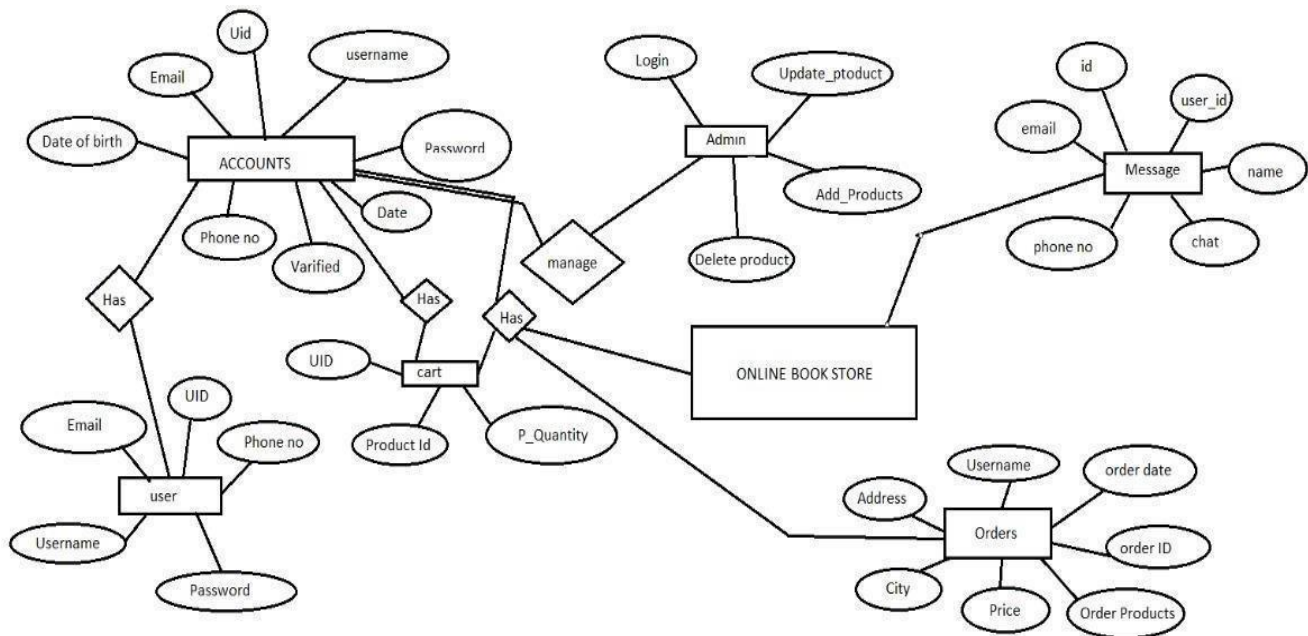 Uid
username
Email
Date of birth
ACCOUNTS
Password
Phone no
Date
Varified
Login
Update_ptoduct
Admin
Add_Products
Delete product
manage
id
user_id
email
Message
name
phone no
chat
Has
Has
Has
UID
cart
Product Id
P_Quantity
ONLINE BOOK STORE
Email
UID
Phone no
user
Username
Password
Username
order date
Address
Orders
order ID
City
Price
Order Products